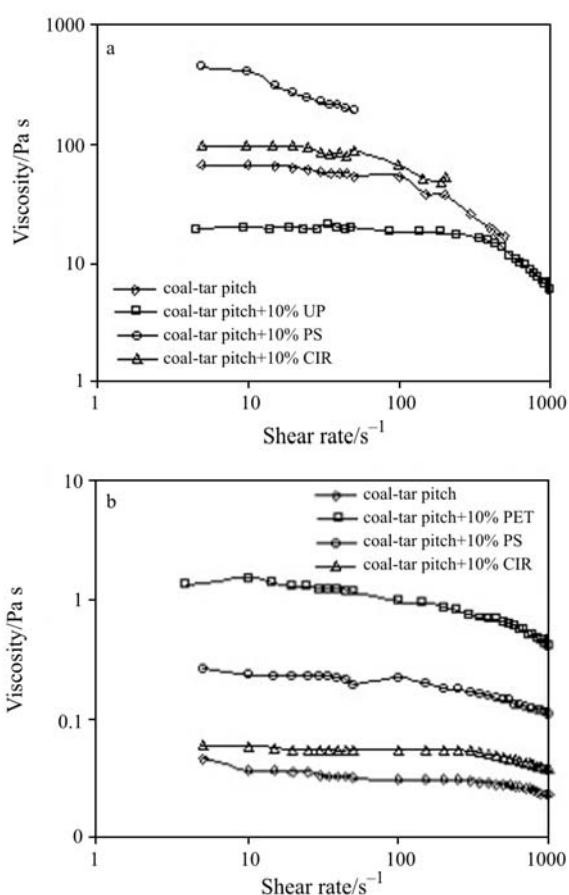 a
1000
100
10
1
Viscosity/Pa s
coal-tar pitch
coal-tar pitch+10% UP
coal-tar pitch+10% PS
coal-tar pitch+10% CIR
1 10 100 1000
Shear rate/s⁻¹
b
10
1
0.1
0
Viscosity/Pa s
coal-tar pitch
coal-tar pitch+10% PET
coal-tar pitch+10% PS
coal-tar pitch+10% CIR
1 10 100 1000
Shear rate/s⁻¹